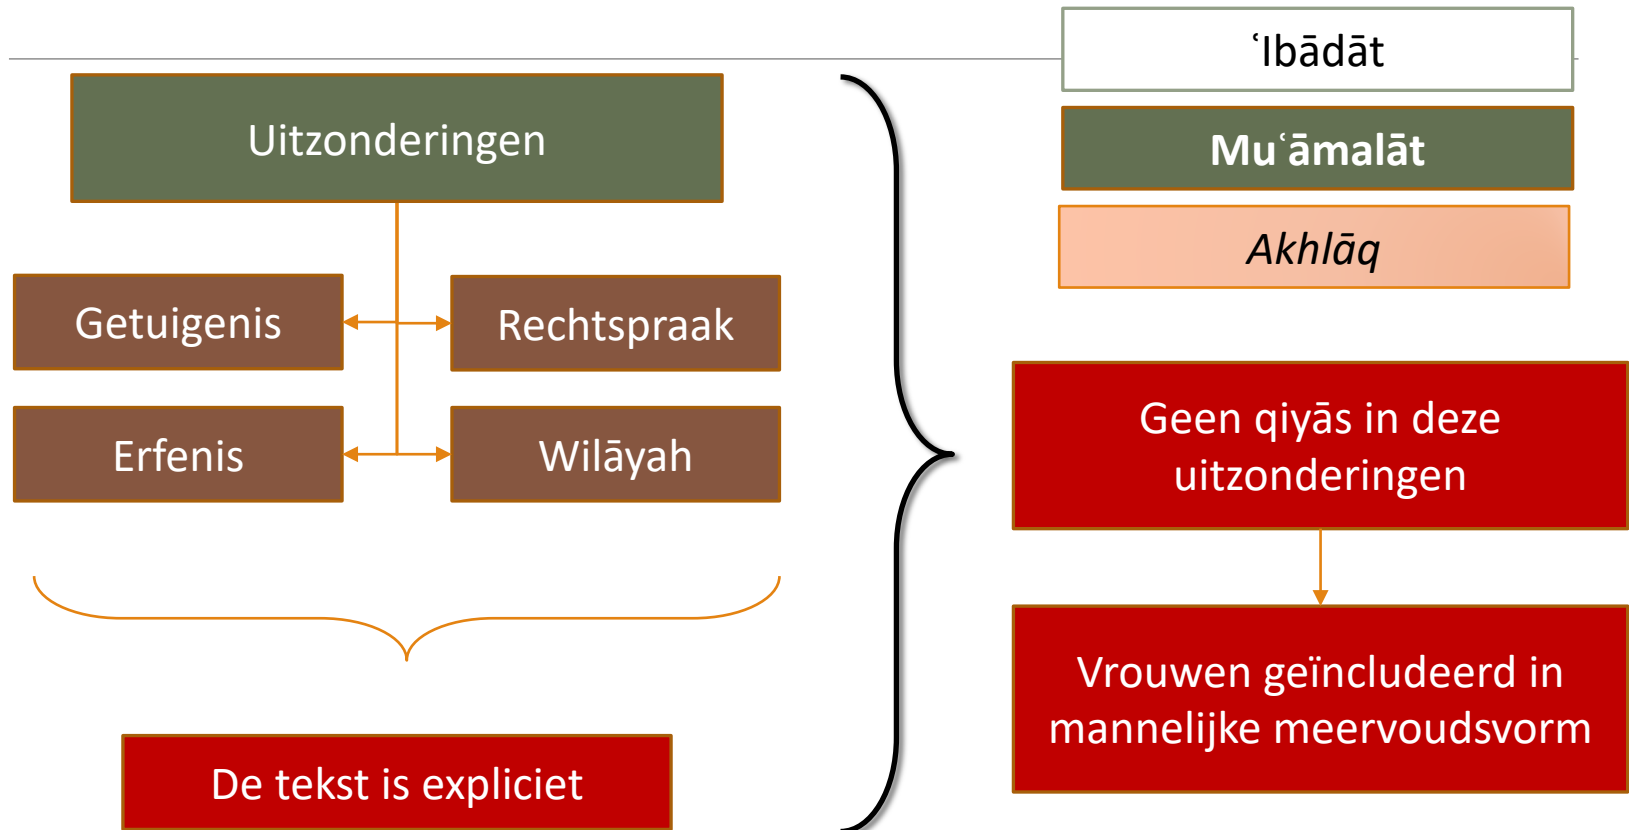 Uitzonderingen
Getuigenis
Rechtspraak
Erfenis
Wilāyah
De tekst is expliciet
ʿIbādāt
Muʿāmalāt
Akhlāq
Geen qiyās in deze
uitzonderingen
Vrouwen geïncludeerd in
mannelijke meervoudsvorm